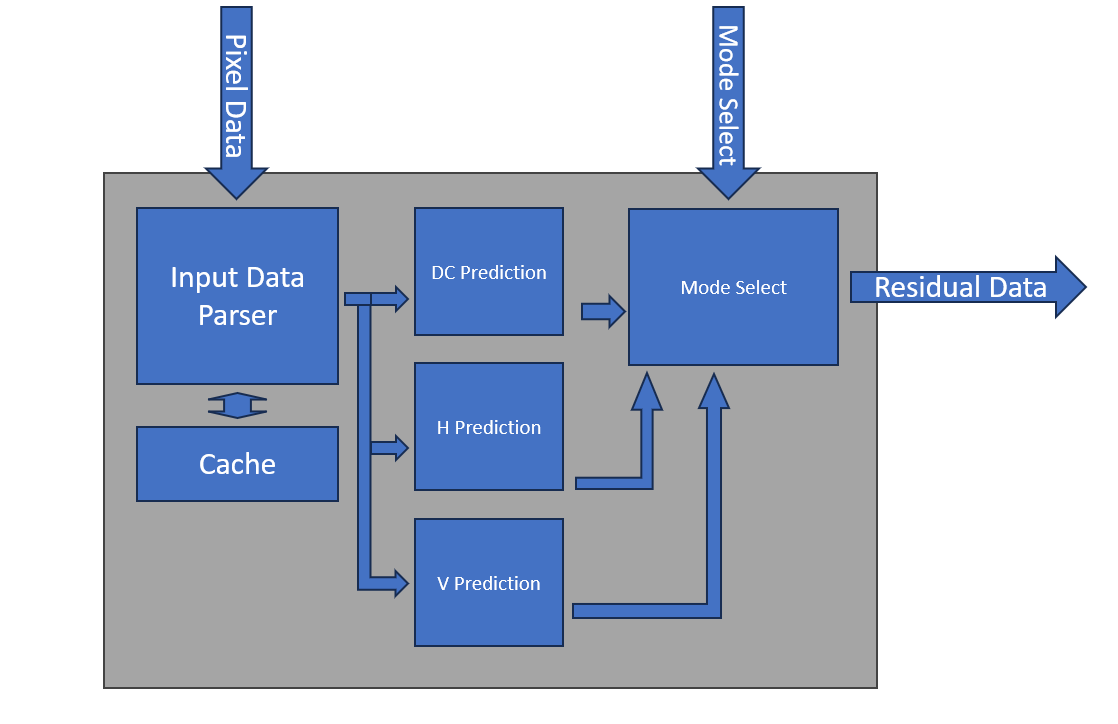 Pixel Data
Mode Select
Input Data
Parser
DC Prediction
Mode Select
Residual Data
H Prediction
Cache
V Prediction